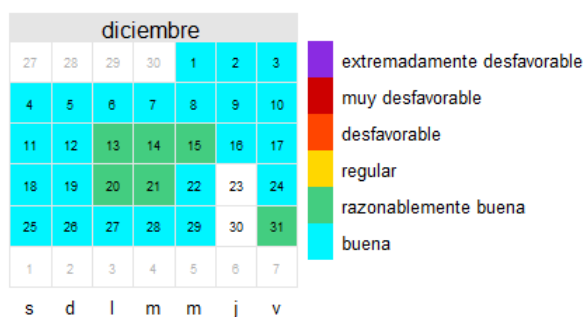 diciembre
27 28 29 30 1 2 3
4 5 6 7 8 9 10
11 12 13 14 15 16 17
18 19 20 21 22 23 24
25 26 27 28 29 30 31
1 2 3 4 5 6 7
s d l m m j v
extremadamente desfavorable
muy desfavorable
desfavorable
regular
razonablemente buena
buena